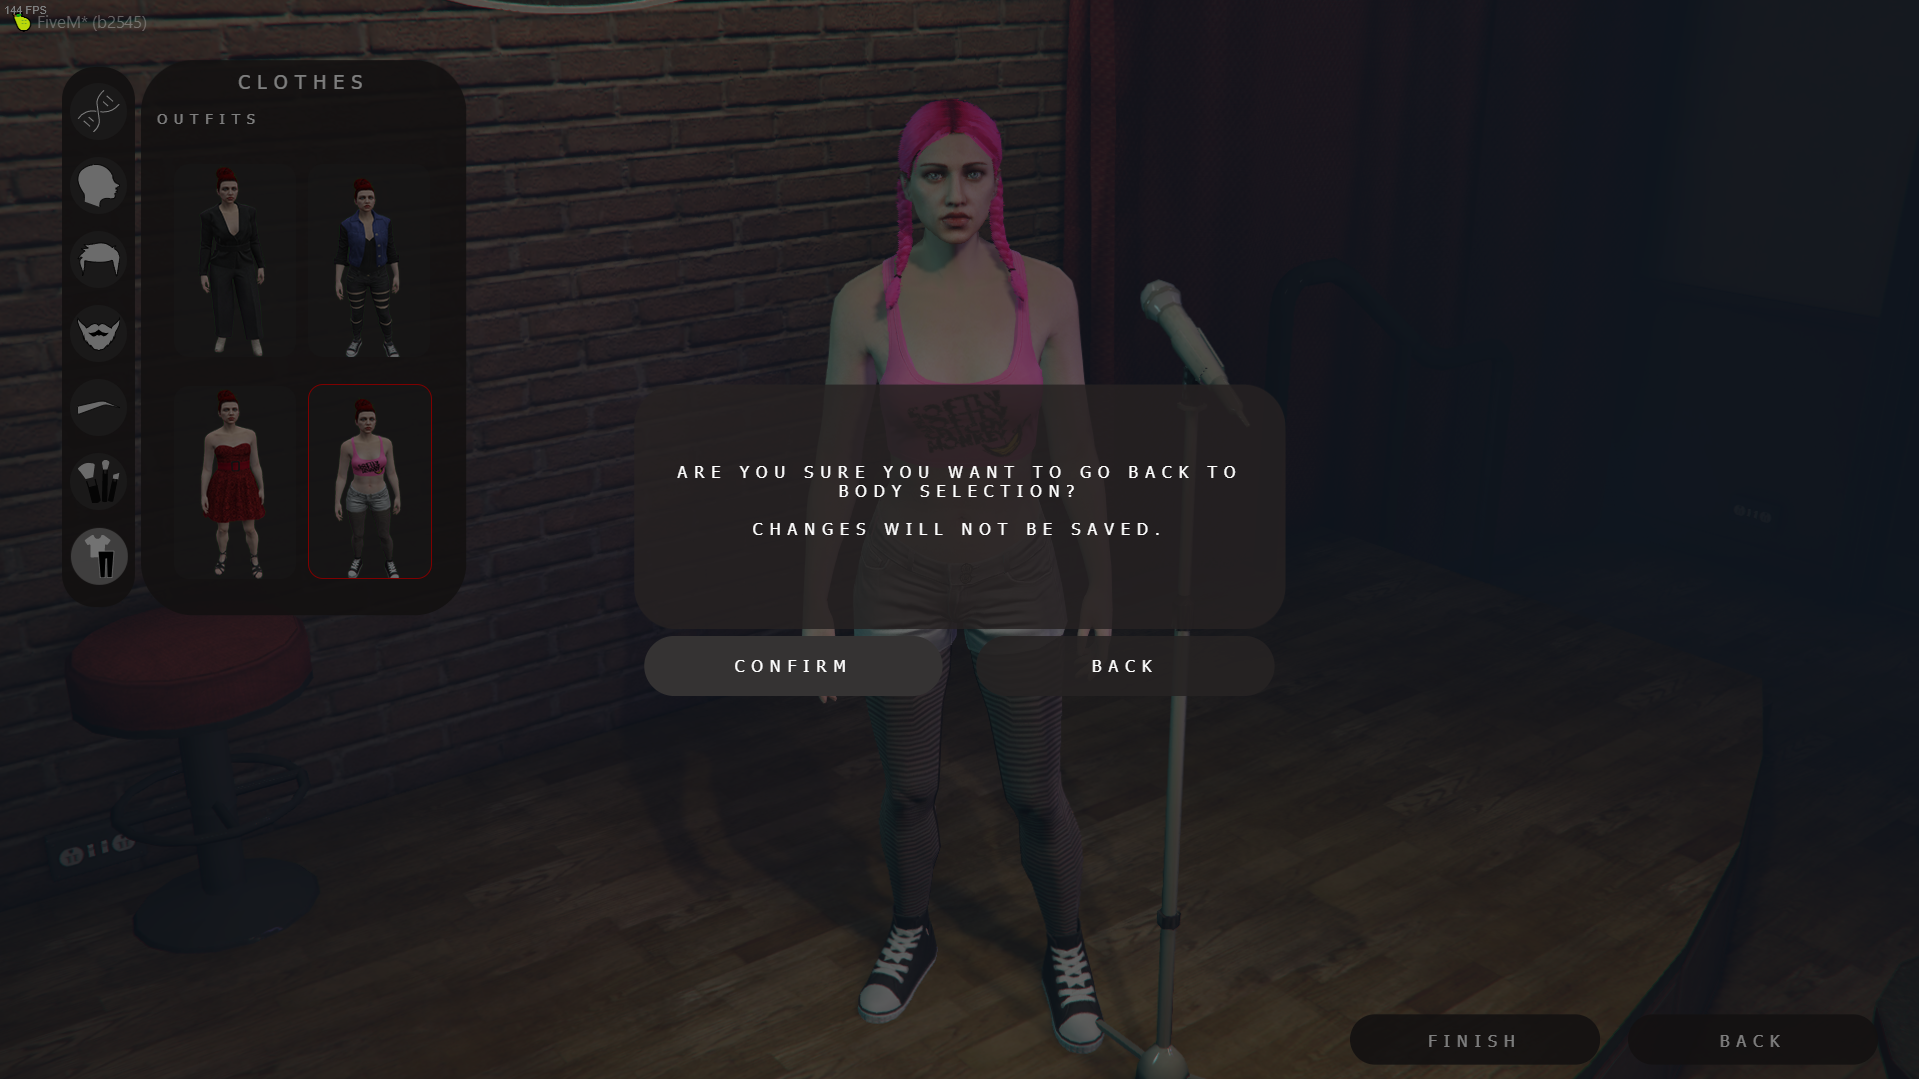 144 FPS
FiveM* (b2545)
CLOTHES
OUTFITS
ARE YOU SURE YOU WANT TO GO BACK TO
BODY SELECTION?
CHANGES WILL NOT BE SAVED.
CONFIRM
BACK
FINISH
BACK